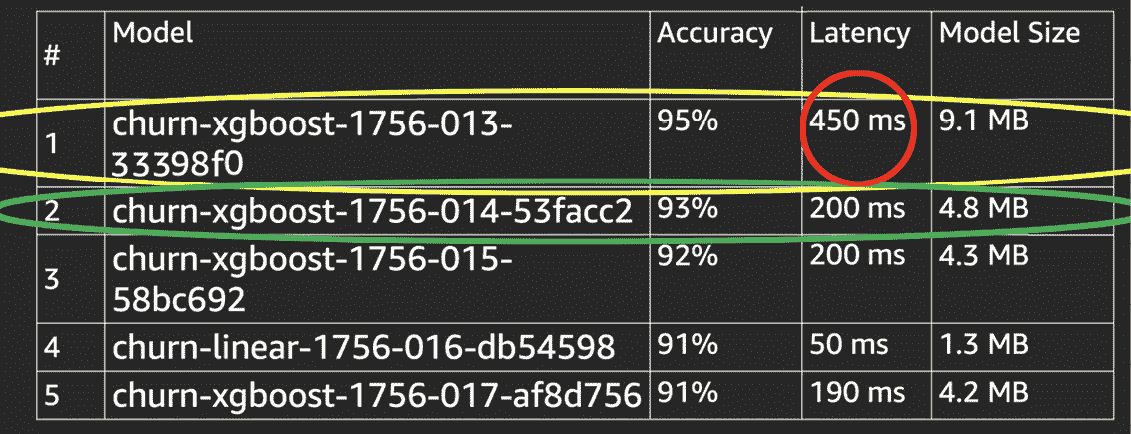 # Model Accuracy Latency Model Size
1 churn-xgboost-1756-013- 95% 450 ms 9.1 MB
33398f0
2 churn-xgboost-1756-014-53facc2 93% 200 ms 4.8 MB
3 churn-xgboost-1756-015- 92% 200 ms 4.3 MB
58bc692
4 churn-linear-1756-016-db54598 91% 50 ms 1.3 MB
5 churn-xgboost-1756-017-af8d756 91% 190 ms 4.2 MB